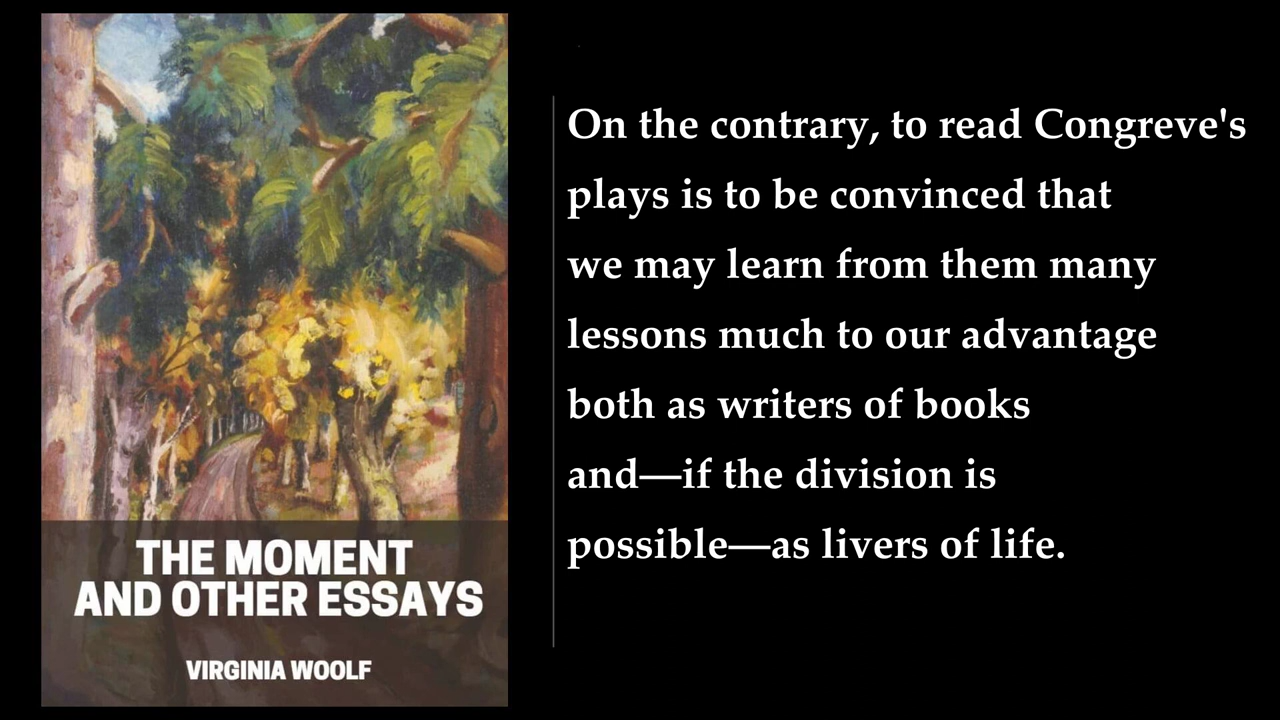 THE MOMENT
AND OTHER ESSAYS
VIRGINIA WOOLF
On the contrary, to read Congreve's
plays is to be convinced that
we may learn from them many
lessons much to our advantage
both as writers of books
and—if the division is
possible—as livers of life.